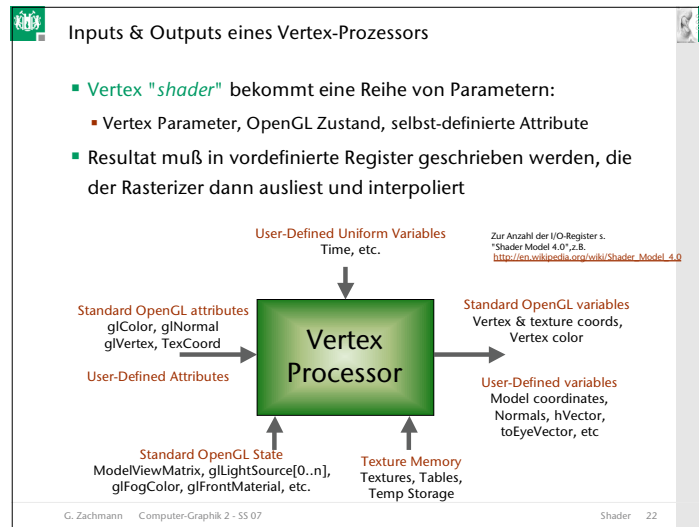 Inputs & Outputs eines Vertex-Prozessors
Vertex "shader" bekommt eine Reihe von Parametern:
Vertex Parameter, OpenGL Zustand, selbst-definierte Attribute
Resultat muß in vordefinierte Register geschrieben werden, die
der Rasterizer dann ausliest und interpoliert
User-Defined Uniform Variables
Time, etc.
Zur Anzahl der I/O-Register s.
"Shader Model 4.0",z.B.
http://en.wikipedia.org/wiki/Shader_Model_4.0
Standard OpenGL attributes
glColor, glNormal
glVertex, TexCoord
User-Defined Attributes
Vertex
Processor
Standard OpenGL variables
Vertex & texture coords,
Vertex color
User-Defined variables
Model coordinates,
Normals, hVector,
toEyeVector, etc
Standard OpenGL State
ModelViewMatrix, glLightSource[0..n],
glFogColor, glFrontMaterial, etc.
Texture Memory
Textures, Tables,
Temp Storage
G. Zachmann Computer-Graphik 2 - SS 07 Shader 22